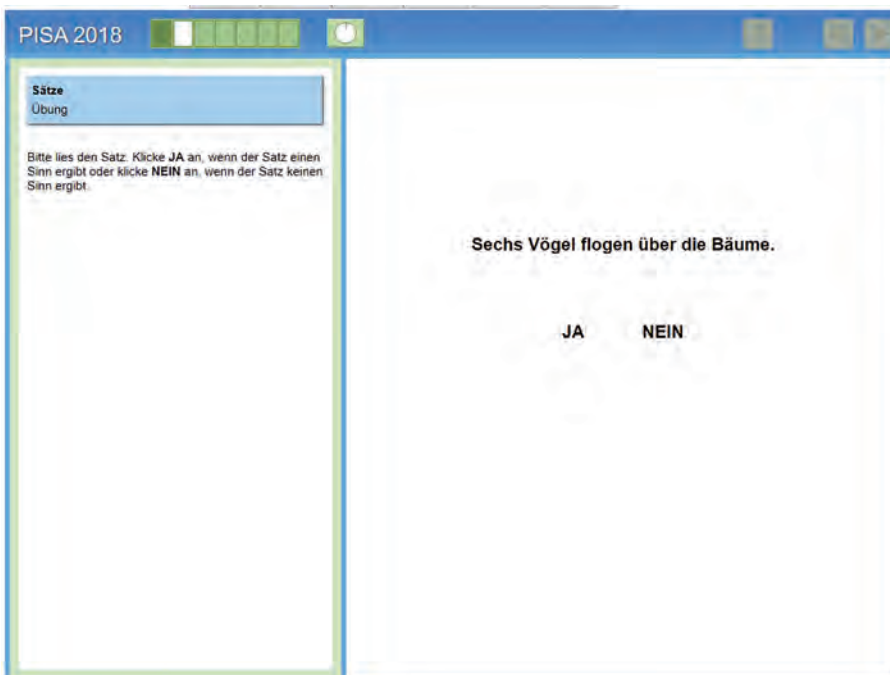 PISA 2018
Sätze
Übung
Bitte lies den Satz. Klicke JA an, wenn der Satz einen
Sinn ergibt oder klicke NEIN an, wenn der Satz keinen
Sinn ergibt.
Sechs Vögel flogen über die Bäume.
JA NEIN